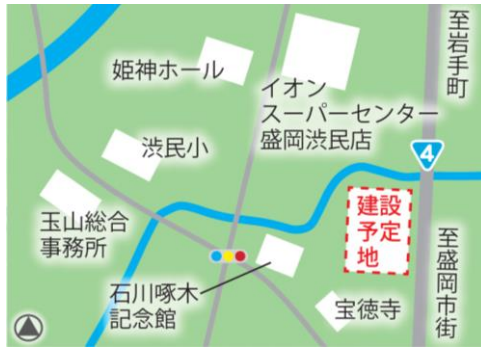 至岩手町
姫神ホール
イオン
スーパーセンター
盛岡渋民店
渋民小
4
建設
予定
地
玉山総合
事務所
至盛岡市街
石川啄木
記念館
宝徳寺